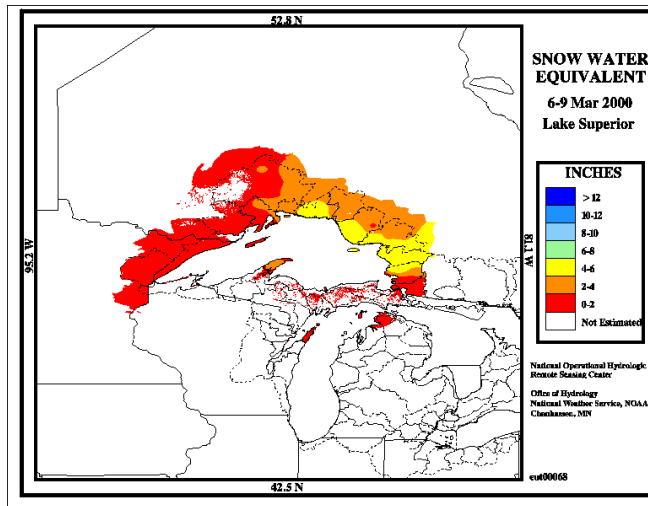 52.8 N
SNOW WATER
EQUIVALENT
6-9 Mar 2000
Lake Superior
INCHES
> 12
10-12
8-10
6-8
4-6
2-4
0-2
Not Estimated
95.2 W
81.1 W
National Operational Hydrologic
Remote Sensing Center
Office of Hydrology
National Weather Service, NOAA
Chanhassen, MN
42.5 N